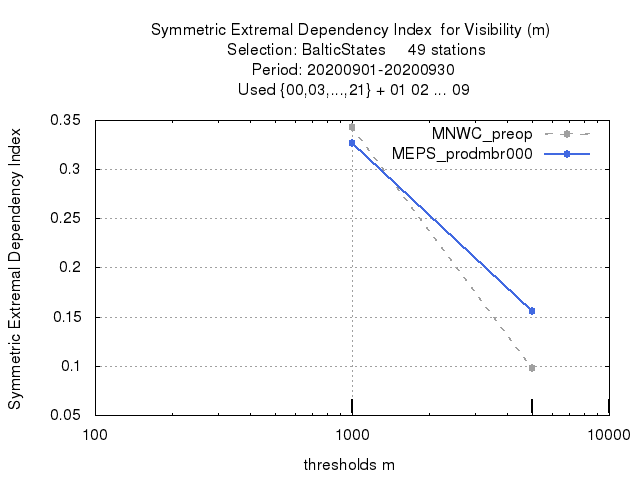 Symmetric Extremal Dependency Index  for Visibility (m)
Selection: BalticStates     49 stations
Period: 20200901-20200930
Used {00,03,...,21} + 01 02 ... 09
Symmetric Extremal Dependency Index
0.35
0.3
0.25
0.2
0.15
0.1
0.05
MNWC_preop
MEPS_prodmbr000
100
1000
10000
thresholds m